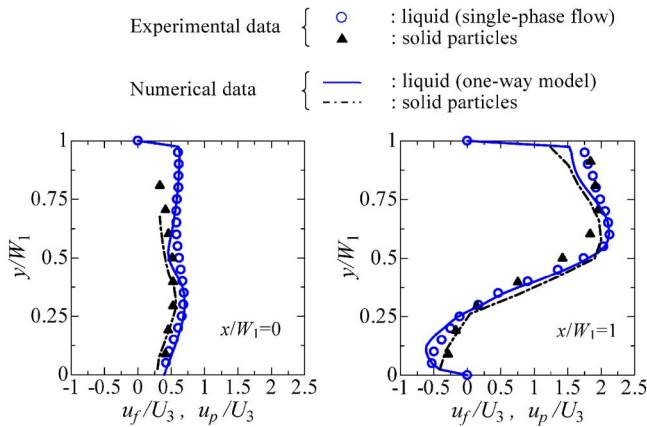 Experimental data : liquid (single-phase flow)
: solid particles
Numerical data : liquid (one-way model)
: solid particles
1 1
0.75 0.75
y/W1 y/W1
0.5 0.5
0.25 0.25
x/W1=0 x/W1=1
0 0
-1 -0.5 0 0.5 1 1.5 -1 -0.5 0 0.5 1 1.5 2 2.5
uf/U3 , up/U3 uf/U3 , up/U3